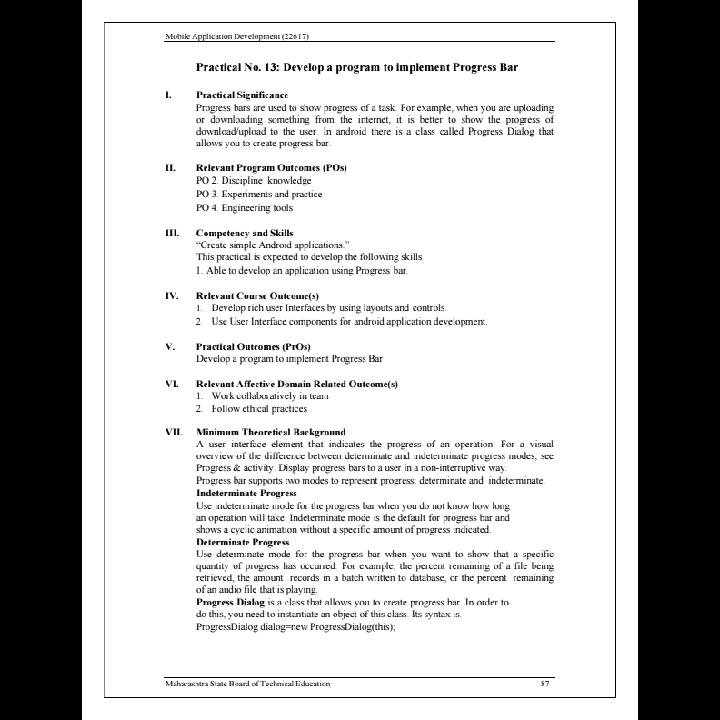 Mobile Application Development (22617)
Practical No. 13: Develop a program to implement Progress Bar
I. Practical Significance
Progress bars are used to show progress of a task. For example, when you are uploading
or downloading something from the internet, it is better to show the progress of
download/upload to the user. In android there is a class called Progress Dialog that
allows you to create progress bar.
II. Relevant Program Outcomes (POs)
PO 2. Discipline knowledge
PO 3. Experiments and practice
PO 4. Engineering tools
III. Competency and Skills
“Create simple Android applications.”
This practical is expected to develop the following skills
1. Able to develop an application using Progress bar.
IV. Relevant Course Outcome(s)
1. Develop rich user Interfaces by using layouts and controls.
2. Use User Interface components for android application development.
V. Practical Outcomes (PrOs)
Develop a program to implement Progress Bar
VI. Relevant Affective Domain Related Outcome(s)
1. Work collaboratively in team
2. Follow ethical practices
VII. Minimum Theoretical Background
A user interface element that indicates the progress of an operation. For a visual
overview of the difference between determinate and indeterminate progress modes, see
Progress & activity. Display progress bars to a user in a non-interruptive way.
Progress bar supports two modes to represent progress: determinate and indeterminate.
Indeterminate Progress
Use indeterminate mode for the progress bar when you do not know how long
an operation will take. Indeterminate mode is the default for progress bar and
shows a cyclic animation without a specific amount of progress indicated.
Determinate Progress
Use determinate mode for the progress bar when you want to show that a specific
quantity of progress has occurred. For example, the percent remaining of a file being
retrieved, the amount records in a batch written to database, or the percent remaining
of an audio file that is playing.
Progress Dialog is a class that allows you to create progress bar. In order to
do this, you need to instantiate an object of this class. Its syntax is.
ProgressDialog dialog=new ProgressDialog(this);
Maharashtra State Board of Technical Education 87